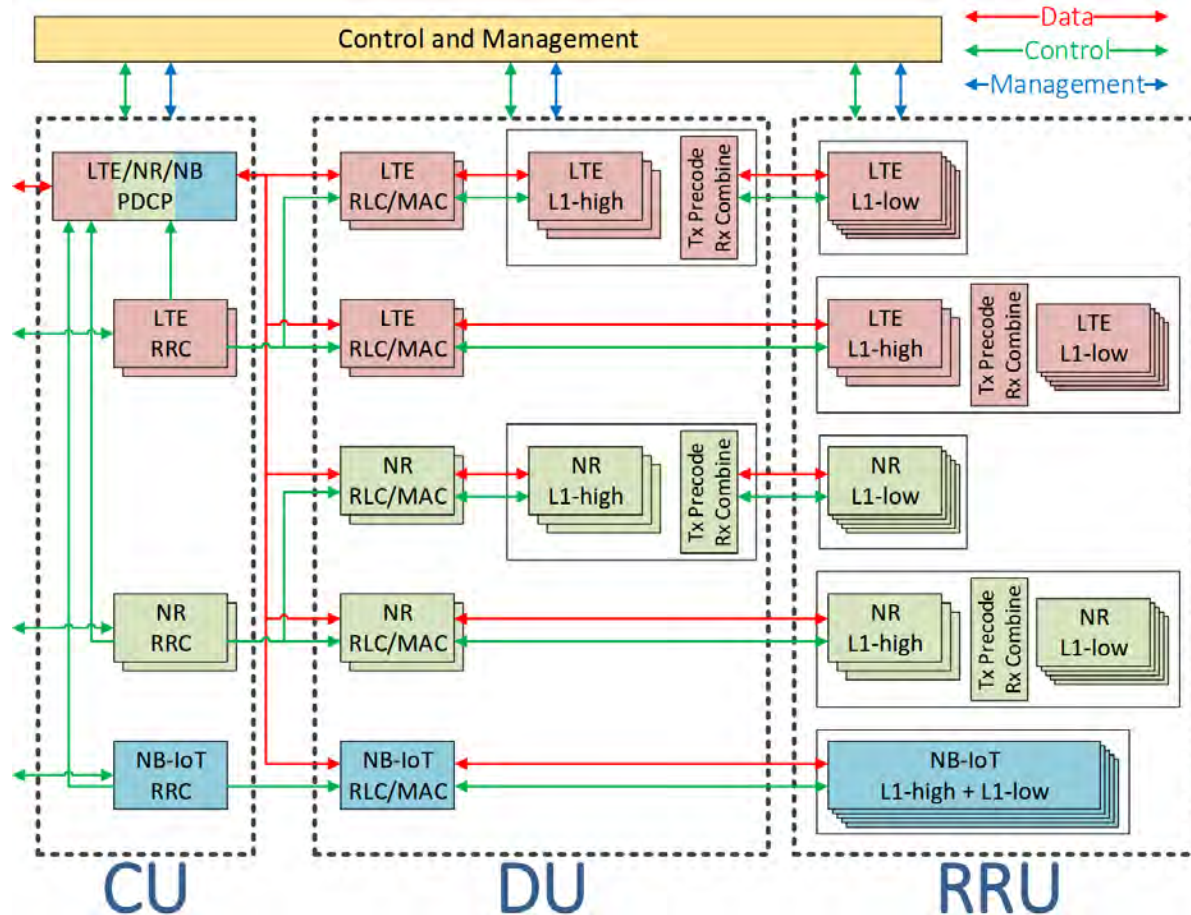 Control and Management
Data
Control
Management
LTE/NR/NB
PDCP
LTE
RLC/MAC
LTE
L1-high
Tx Precode
Rx Combine
LTE
L1-low
LTE
RRC
LTE
RLC/MAC
LTE
L1-high
Tx Precode
Rx Combine
LTE
L1-low
NR
RLC/MAC
NR
L1-high
Tx Precode
Rx Combine
NR
L1-low
NR
RRC
NR
RLC/MAC
NR
L1-high
Tx Precode
Rx Combine
NR
L1-low
NB-IoT
RRC
NB-IoT
RLC/MAC
NB-IoT
L1-high + L1-low
CU
DU
RRU